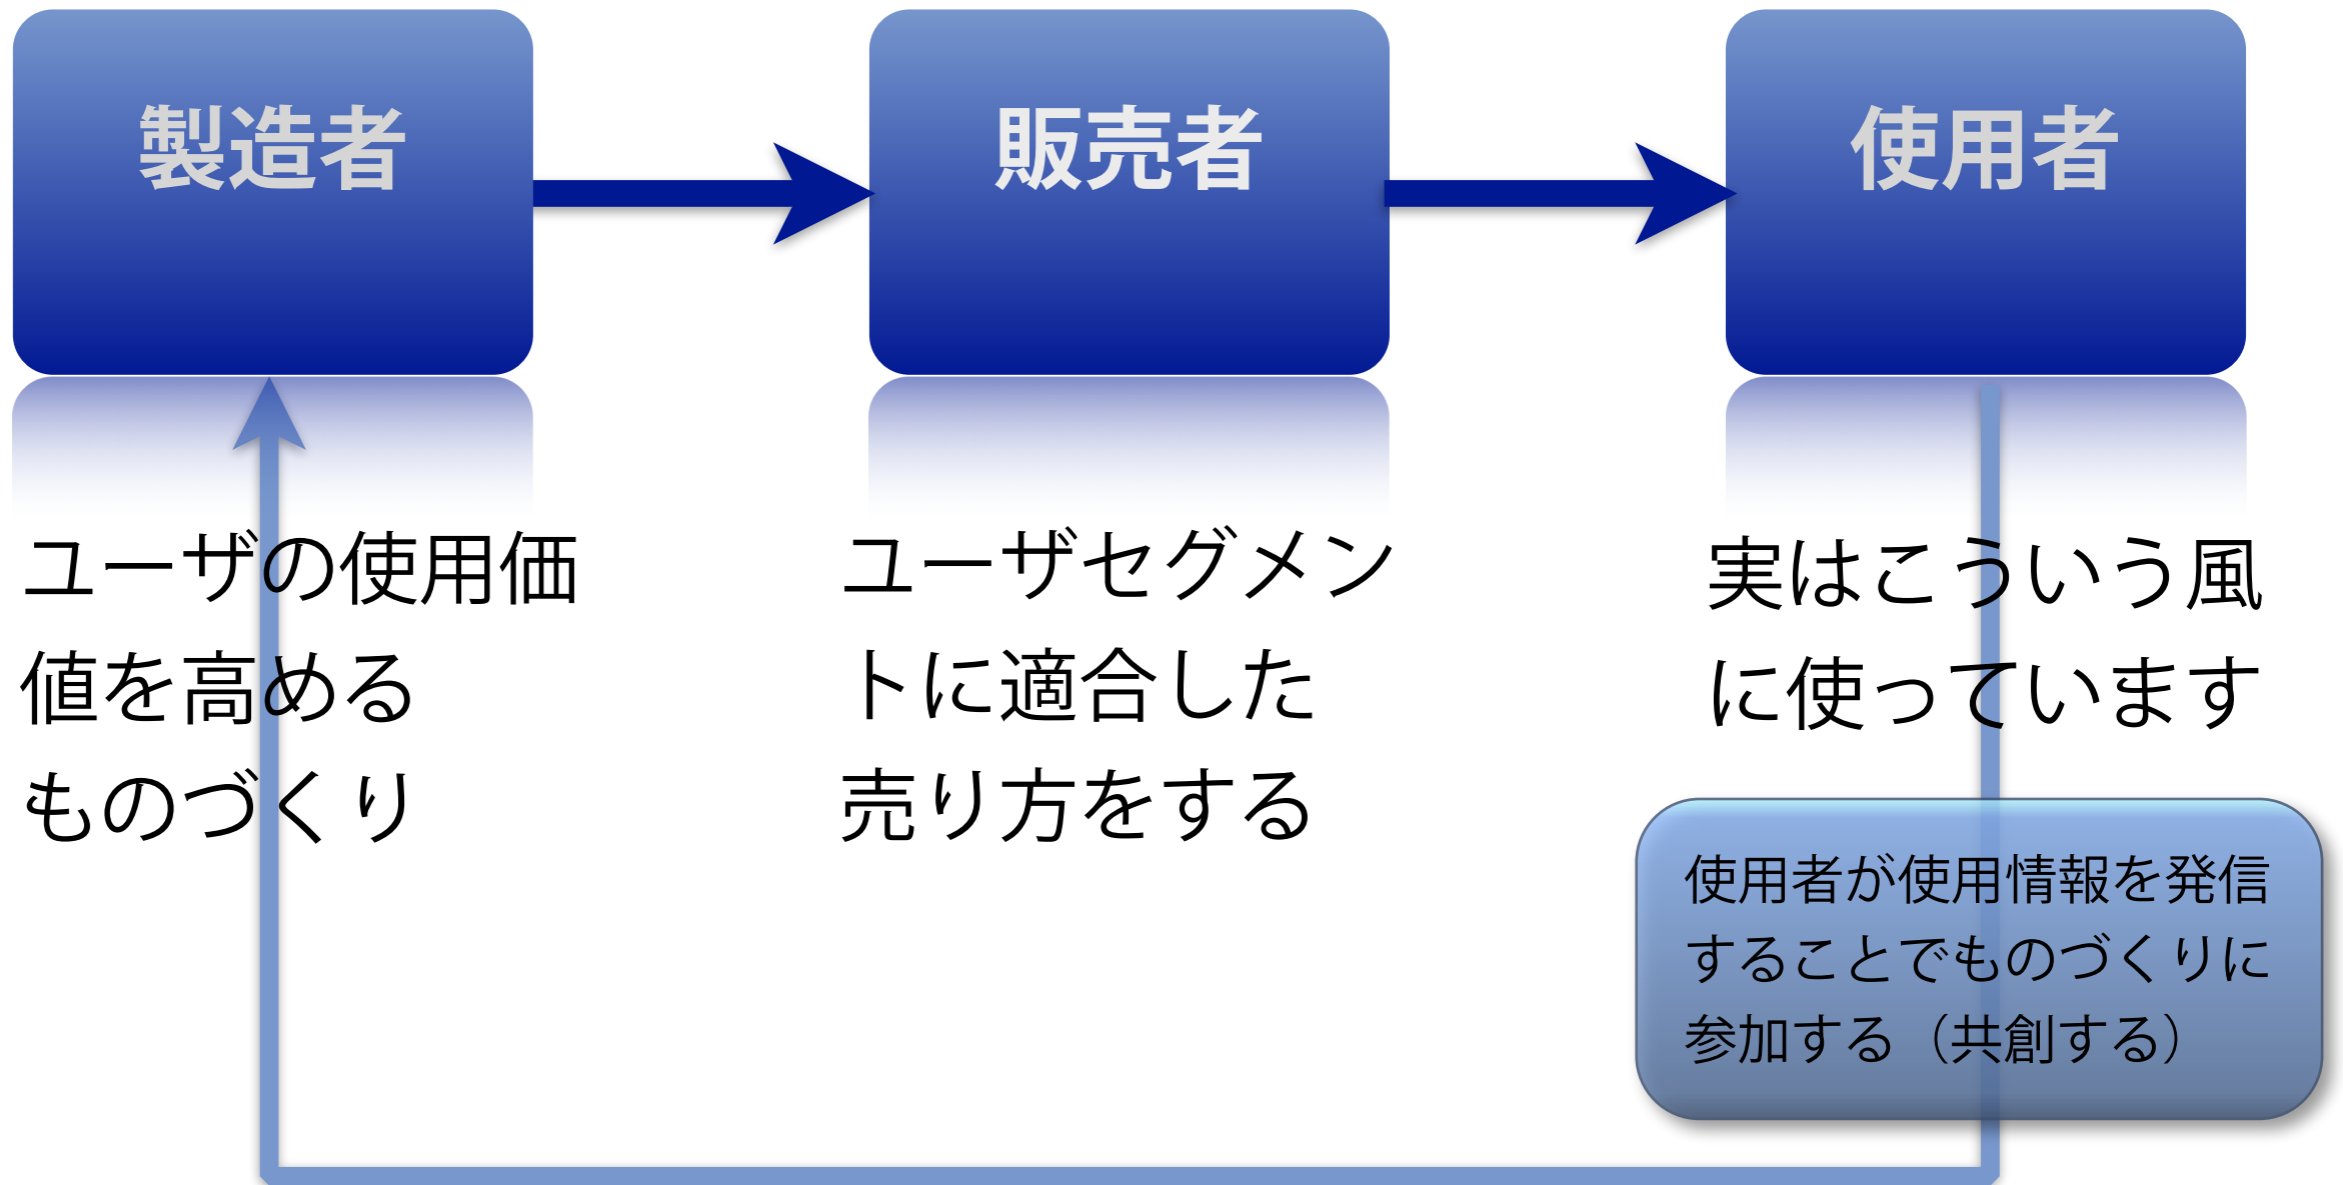 製造者
販売者
使用者
ユーザの使用価
値を高める
ものづくり
ユーザセグメン
トに適合した
売り方をする
実はこういう風
に使っています
使用者が使用情報を発信
することでものづくりに
参加する（共創する）